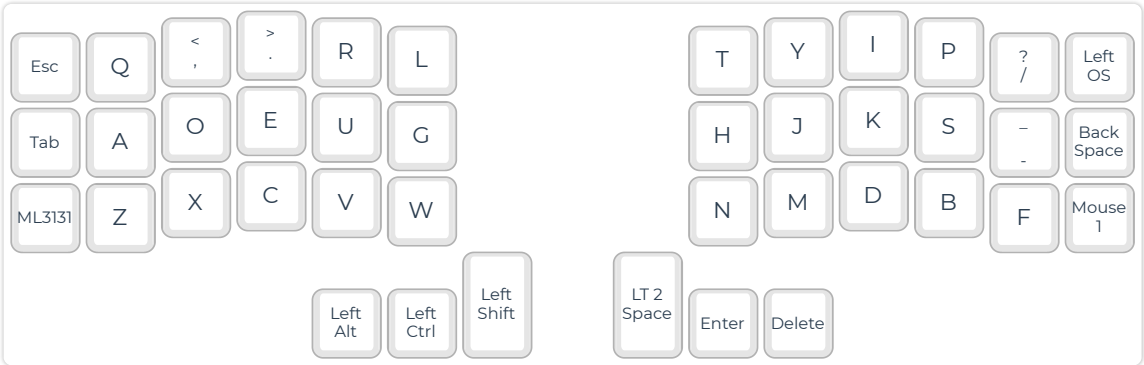 Esc Q < > R L T Y I P ? Left
, . / OS
Tab A O E U G H J K S _ Back
- Space
ML3131 Z X C V W N M D B F Mouse
1
Left Left Left LT 2 Enter Delete
Alt Ctrl Shift Space